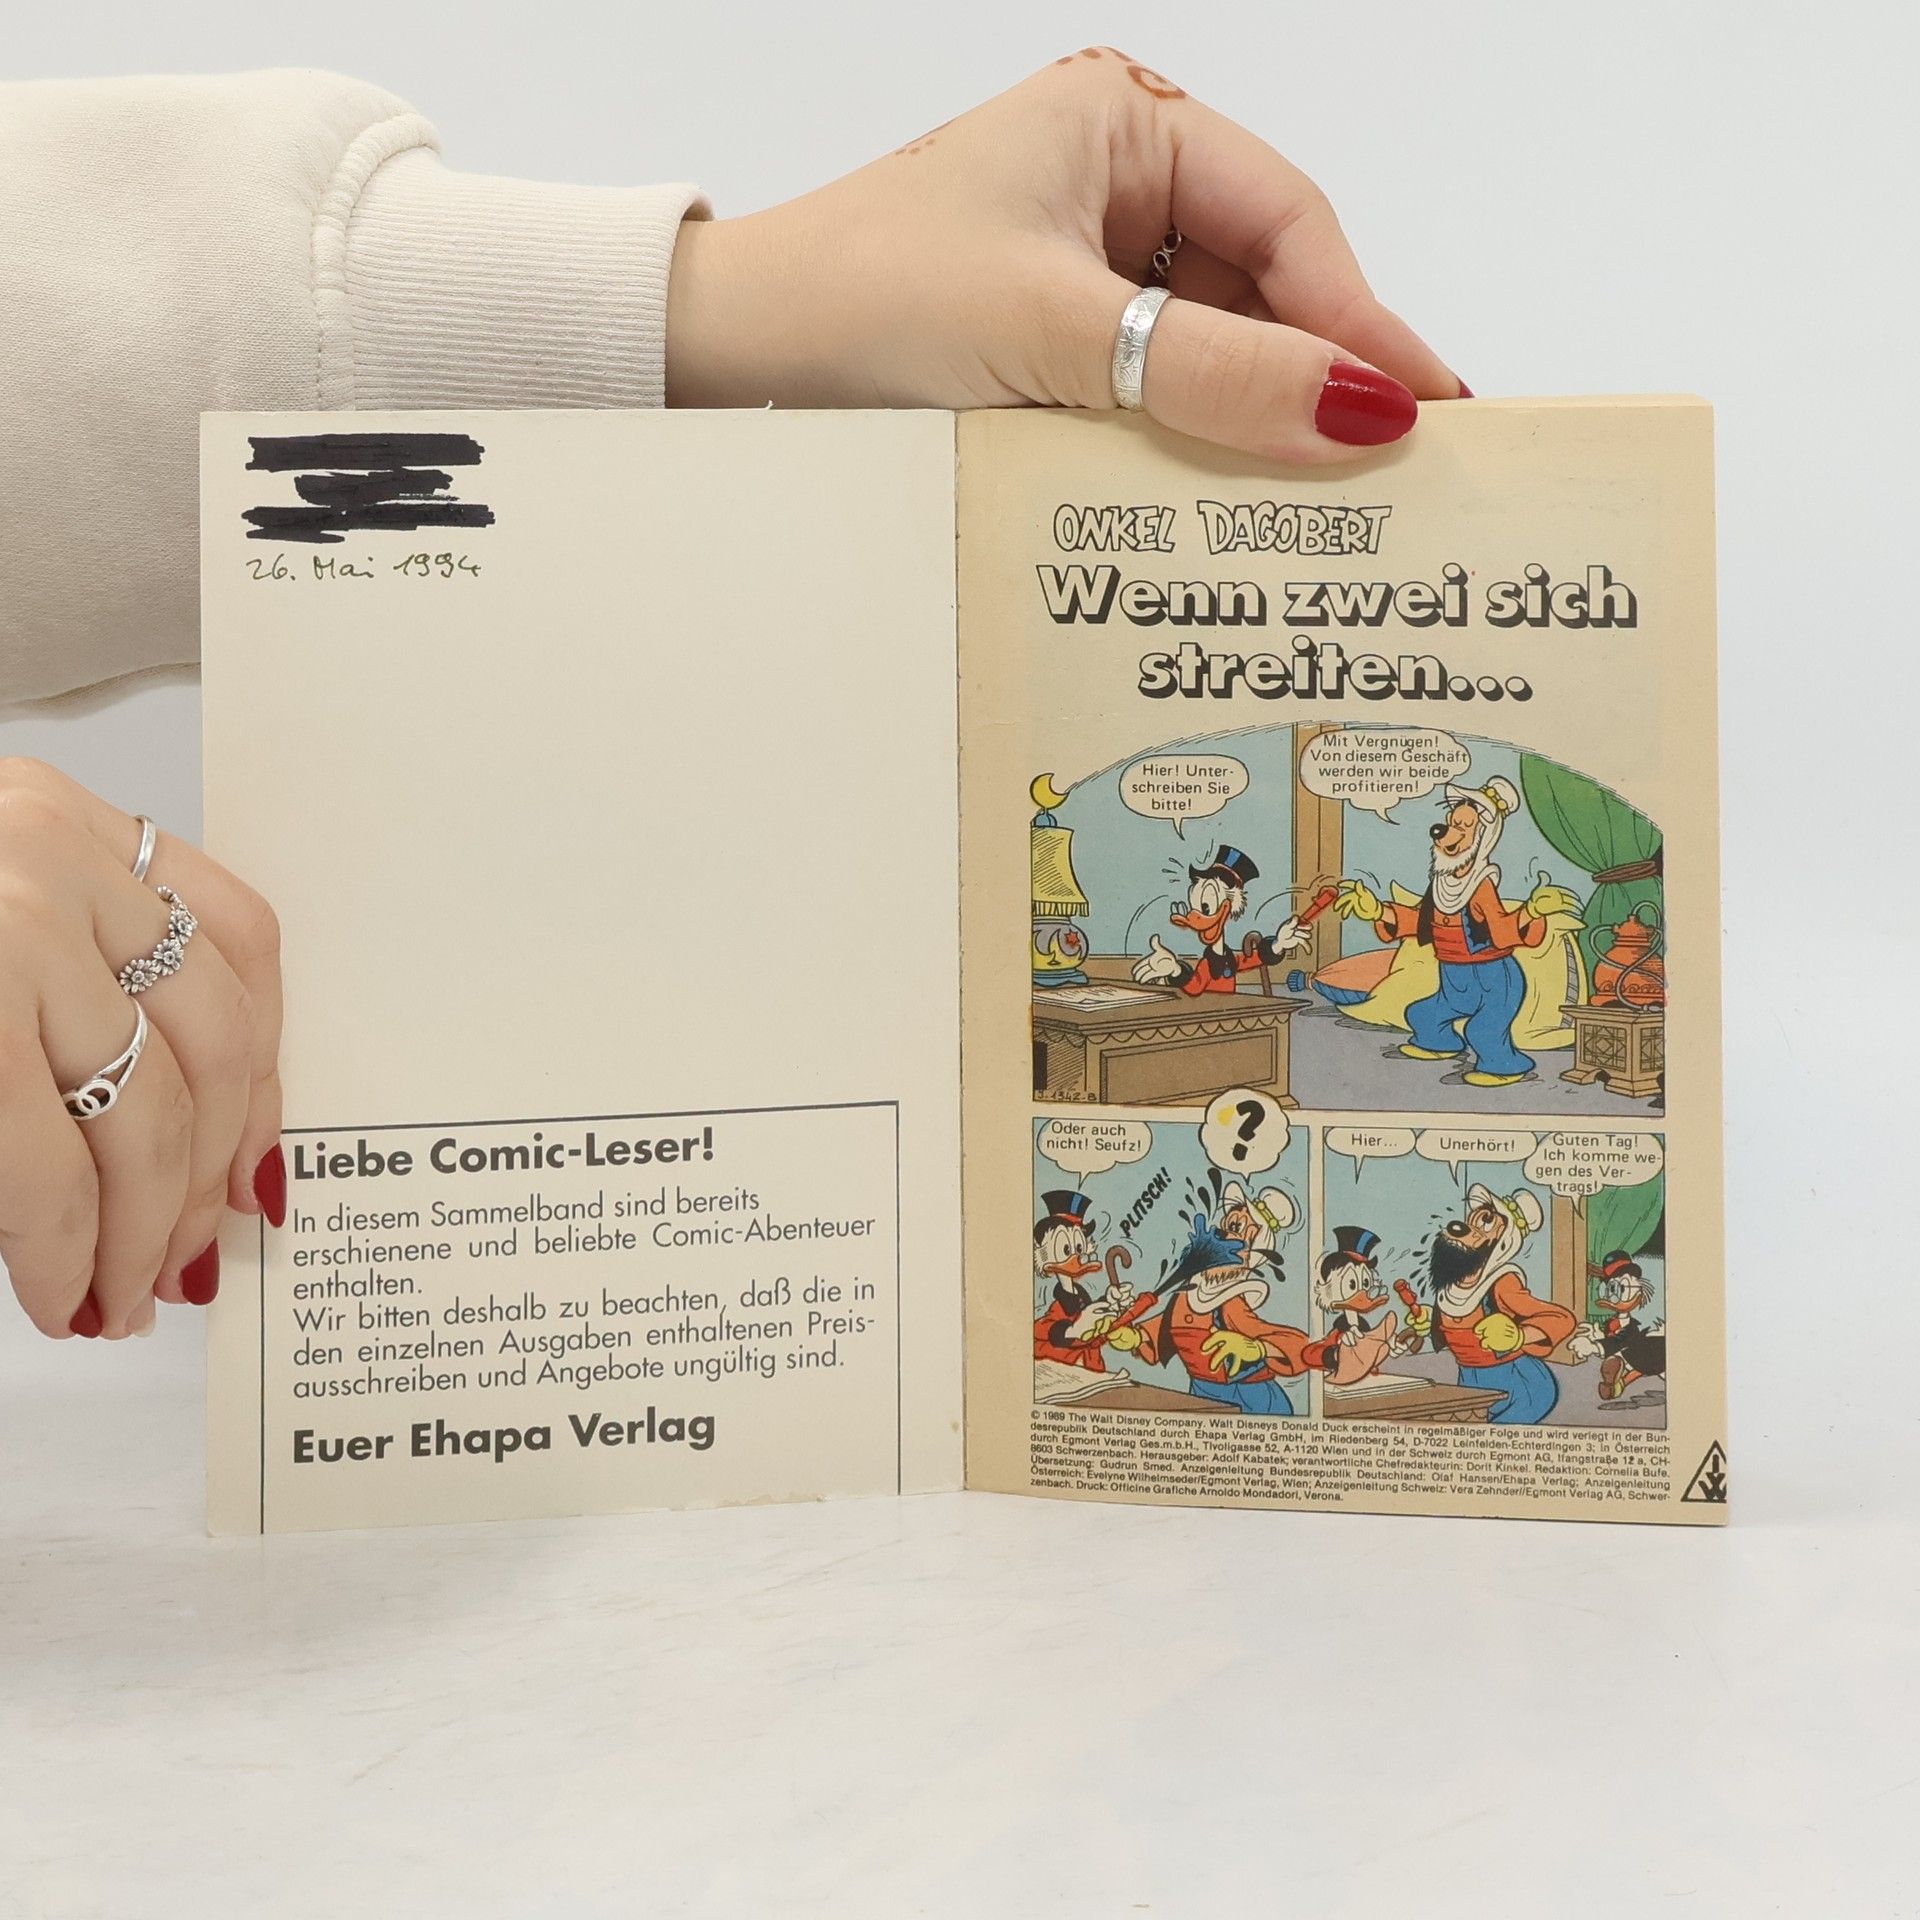 26. Mai 1994
Liebe Comic-Leser!
In diesem Sammelband sind bereits
erschienene und beliebte Comic-Abenteuer
enthalten.
Wir bitten deshalb zu beachten, daß die in
den einzelnen Ausgaben enthaltenen Preis-
ausschreiben und Angebote ungültig sind.
Euer Ehapa Verlag
ONKEL DAGOBERT
Wenn zwei sich
streiten...
Hier! Unter-
schreiben Sie
bitte!
Mit Vergnügen!
Von diesem Geschäft
werden wir beide
profitieren!
J-1342-B
Oder auch
nicht! Seufz!
PLITSCH!
?
Hier...
Unerhört!
Guten Tag!
Ich komme we-
gen des Ver-
trags!
© 1989 The Walt Disney Company. Walt Disneys Donald Duck erscheint in regelmäßiger Folge und wird verlegt in der Bun-
desrepublik Deutschland durch Ehapa Verlag GmbH, Im Riedenberg 54, D-7022 Leinfelden-Echterdingen 3; in Österreich
durch Egmont Verlag Ges.m.b.H., Tivoligasse 52, A-1120 Wien und in der Schweiz durch Egmont AG, Ifangstraße 12 a, CH-
8603 Schwerzenbach. Herausgeber: Adolf Kabatek; verantwortliche Chefredakteurin: Dorit Kinkel. Redaktion: Cornelia Bufe.
Übersetzung: Gudrun Smed. Anzeigenleitung Bundesrepublik Deutschland: Olaf Hansen/Ehapa Verlag; Anzeigenleitung
Österreich: Evelyne Wilhelmseder/Egmont Verlag, Wien; Anzeigenleitung Schweiz: Vera Zehnder/Egmont Verlag AG, Schwer-
zenbach. Druck: Officine Grafiche Arnoldo Mondadori, Verona.